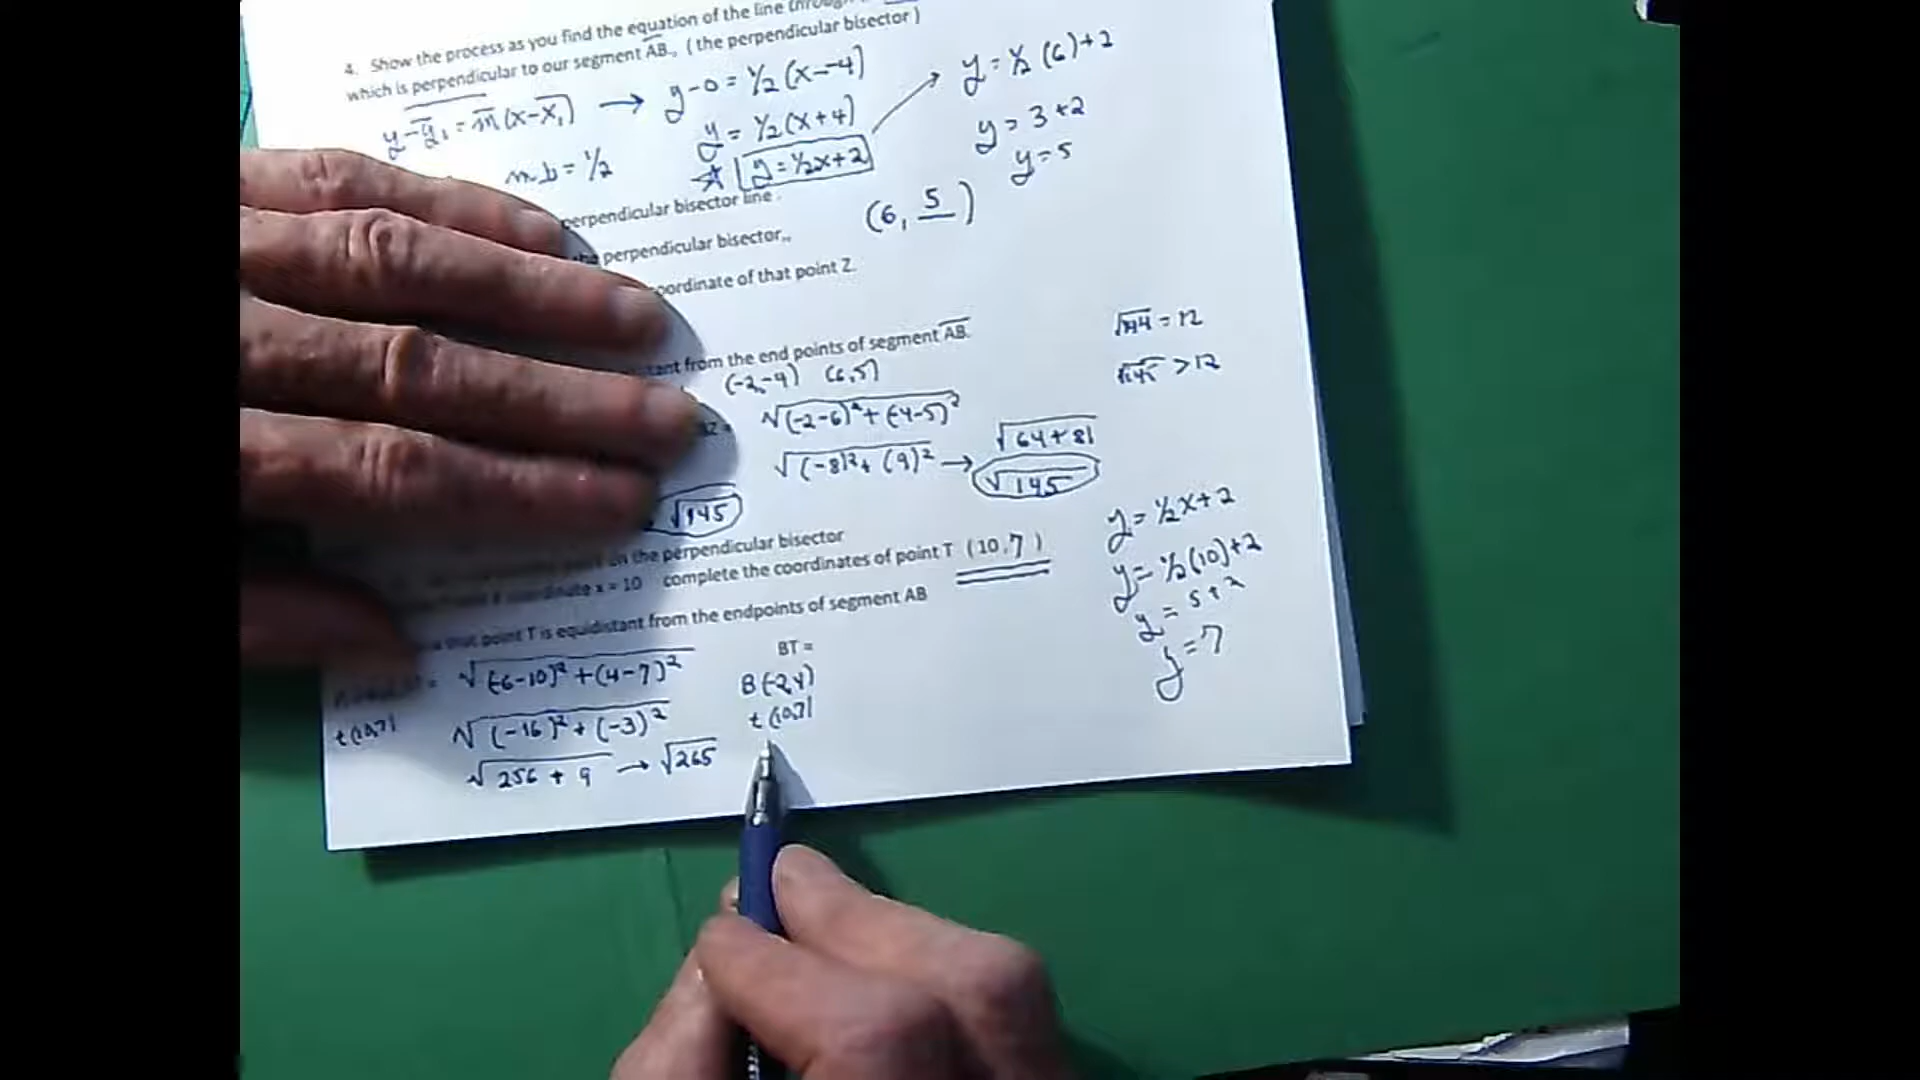 4. Show the process as you find the equation of the line through
which is perpendicular to our segment AB., ( the perpendicular bisector )
y-y₁ = m(x-x₁) → y-0 = ½(x--4)
y = ½(x+4)
m⊥ = ½
☆ y=½x+2
y = ½(6)+2
y = 3+2
y=5
perpendicular bisector line .
(6, 5)
the perpendicular bisector,,
coordinate of that point Z.
from the end points of segment AB.
√144 = 12
√145 > 12
(-2,-4) (6,5)
√(-2-6)²+(-4-5)²
√(-8)²+(9)² → √64+81
√145
√145
on the perpendicular bisector
coordinate x = 10 complete the coordinates of point T (10,7)
that point T is equidistant from the endpoints of segment AB
y = ½x+2
y = ½(10)+2
y = 5+2
y=7
= √(-6-10)²+(4-7)²
t(10,7)
√(-16)²+(-3)²
√256+9 → √265
BT =
B(-2,4)
t(10,7)